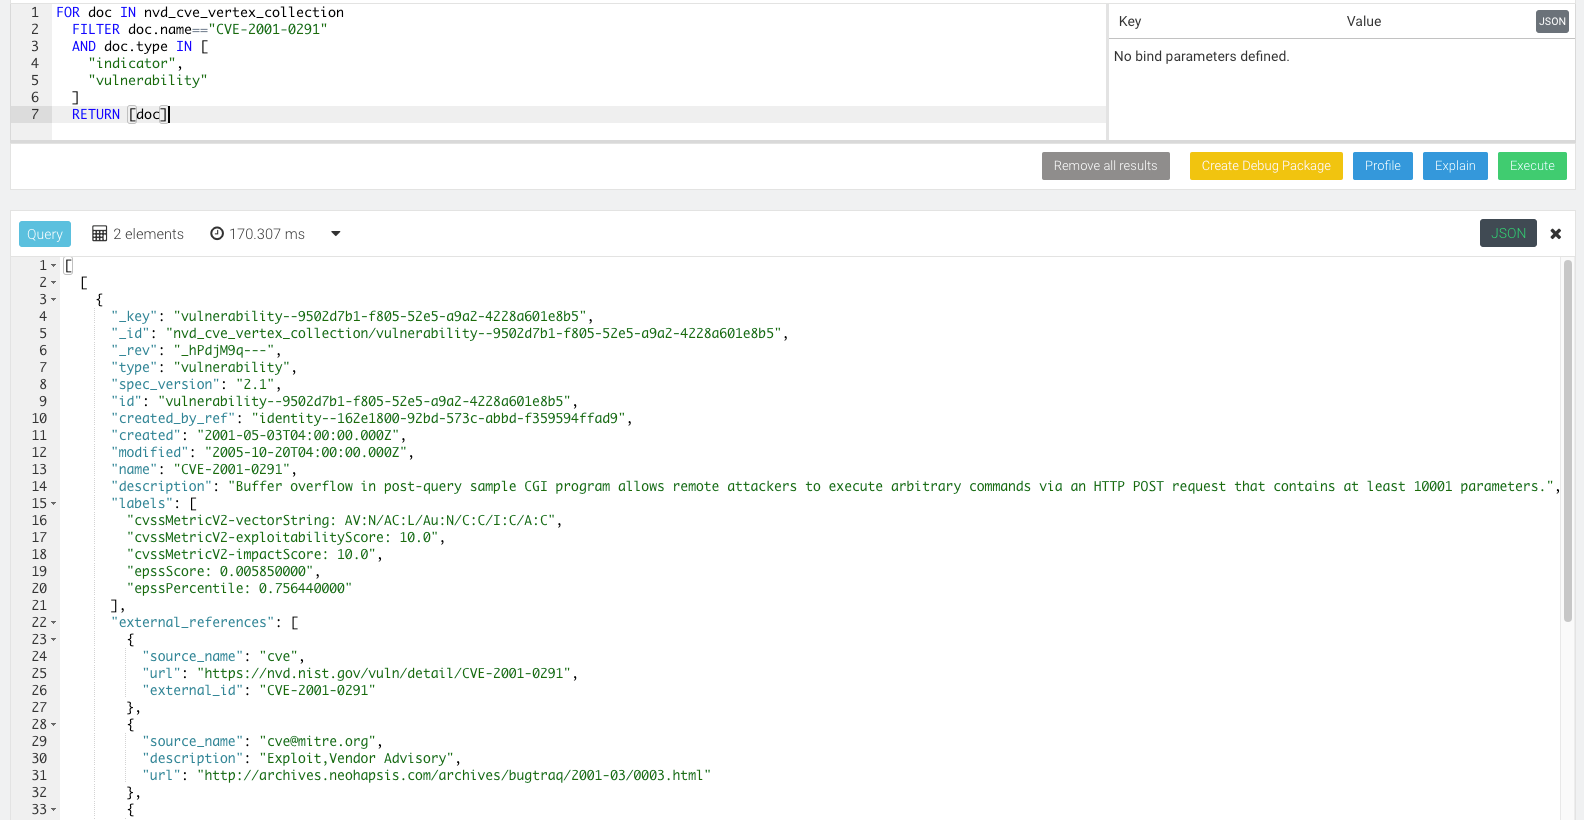 1 FOR doc IN nvd_cve_vertex_collection
2 FILTER doc.name=="CVE-2001-0291"
3 AND doc.type IN [
4 "indicator",
5 "vulnerability"
6 ]
7 RETURN [doc]
Key Value JSON
No bind parameters defined.
Remove all results Create Debug Package Profile Explain Execute
Query 2 elements 170.307 ms JSON
1 [
2 [
3 {
4 "_key": "vulnerability--9502d7b1-f805-52e5-a9a2-4228a601e8b5",
5 "_id": "nvd_cve_vertex_collection/vulnerability--9502d7b1-f805-52e5-a9a2-4228a601e8b5",
6 "_rev": "_hPdjM9q---",
7 "type": "vulnerability",
8 "spec_version": "2.1",
9 "id": "vulnerability--9502d7b1-f805-52e5-a9a2-4228a601e8b5",
10 "created_by_ref": "identity--162e1800-92bd-573c-abbd-f359594ffad9",
11 "created": "2001-05-03T04:00:00.000Z",
12 "modified": "2005-10-20T04:00:00.000Z",
13 "name": "CVE-2001-0291",
14 "description": "Buffer overflow in post-query sample CGI program allows remote attackers to execute arbitrary commands via an HTTP POST request that contains at least 10001 parameters.",
15 "labels": [
16 "cvssMetricV2-vectorString: AV:N/AC:L/Au:N/C:C/I:C/A:C",
17 "cvssMetricV2-exploitabilityScore: 10.0",
18 "cvssMetricV2-impactScore: 10.0",
19 "epssScore: 0.005850000",
20 "epssPercentile: 0.756440000"
21 ],
22 "external_references": [
23 {
24 "source_name": "cve",
25 "url": "https://nvd.nist.gov/vuln/detail/CVE-2001-0291",
26 "external_id": "CVE-2001-0291"
27 },
28 {
29 "source_name": "cve@mitre.org",
30 "description": "Exploit,Vendor Advisory",
31 "url": "http://archives.neohapsis.com/archives/bugtraq/2001-03/0003.html"
32 },
33 {